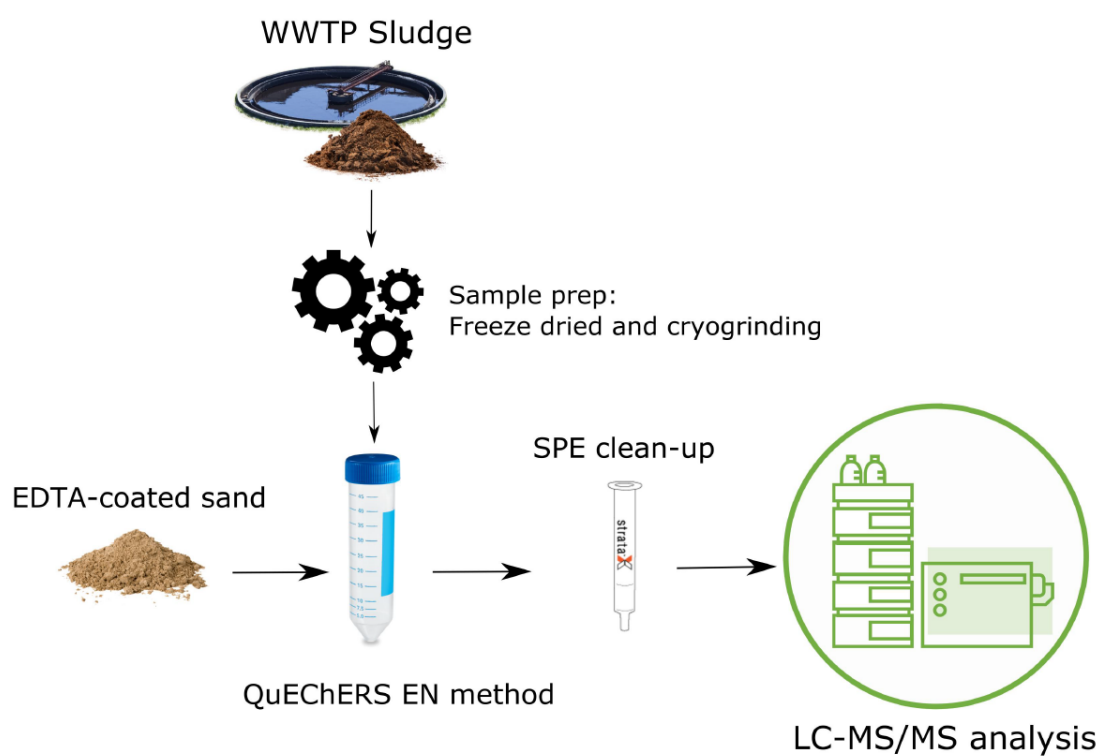 WWTP Sludge
Sample prep:
Freeze dried and cryogrinding
EDTA-coated sand
SPE clean-up
strata X
QuEChERS EN method
LC-MS/MS analysis